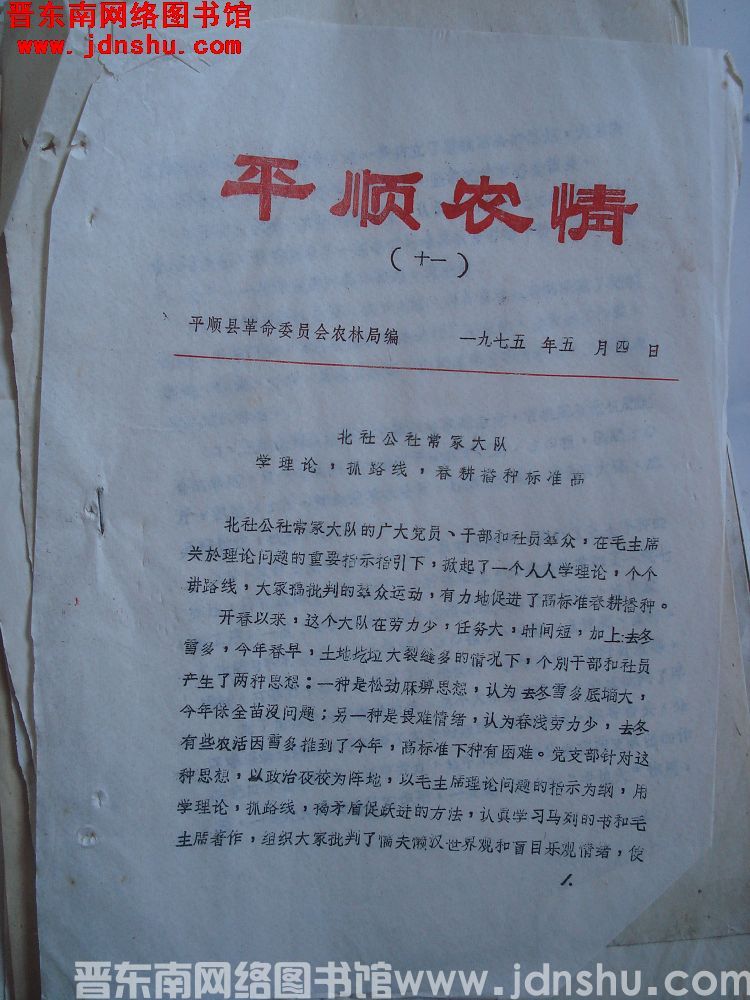 晋东南网络图书馆
www.jdnshu.com
平顺农情
（十一）
平顺县革命委员会农林局编 一九七五 年五 月四 日
北社公社常家大队
学理论，抓路线，春耕播种标准高
北社公社常家大队的广大党员、干部和社员羣众，在毛主席
关於理论问题的重要指示指引下，掀起了一个人人学理论，个个
讲路线，大家搞批判的羣众运动，有力地促进了高标准春耕播种。
开春以来，这个大队在劳力少，任务大，时间短，加上去冬
雪多，今年春旱，土地圪垃大裂缝多的情况下，个别干部和社员
产生了两种思想：一种是松劲麻痹思想，认为去冬雪多底墒大，
今年保全苗没问题；另一种是畏难情绪，认为春浅劳力少，去冬
有些农活因雪多推到了今年，高标准下种有困难。党支部针对这
种思想，以政治夜校为阵地，以毛主席理论问题的指示为纲，用
学理论，抓路线，揭矛盾促跃进的方法，认真学习马列的书和毛
主席著作，组织大家批判了懦夫懒汉世界观和盲目乐观情绪，使
1.
晋东南网络图书馆www.jdnshu.com